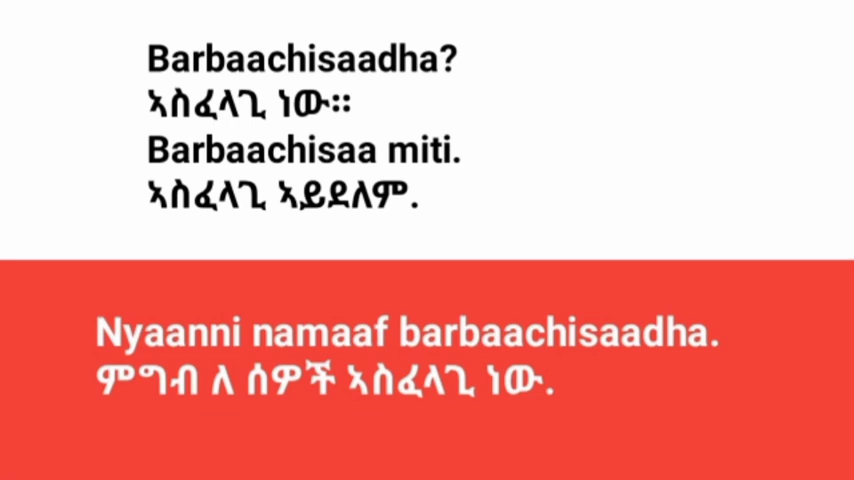 Barbaachisaadha?
ኣስፈላጊ ነው፡፡
Barbaachisaa miti.
ኣስፈላጊ ኣይደለም.
Nyaanni namaaf barbaachisaadha.
ምግብ ለ ሰዎች ኣስፈላጊ ነው.